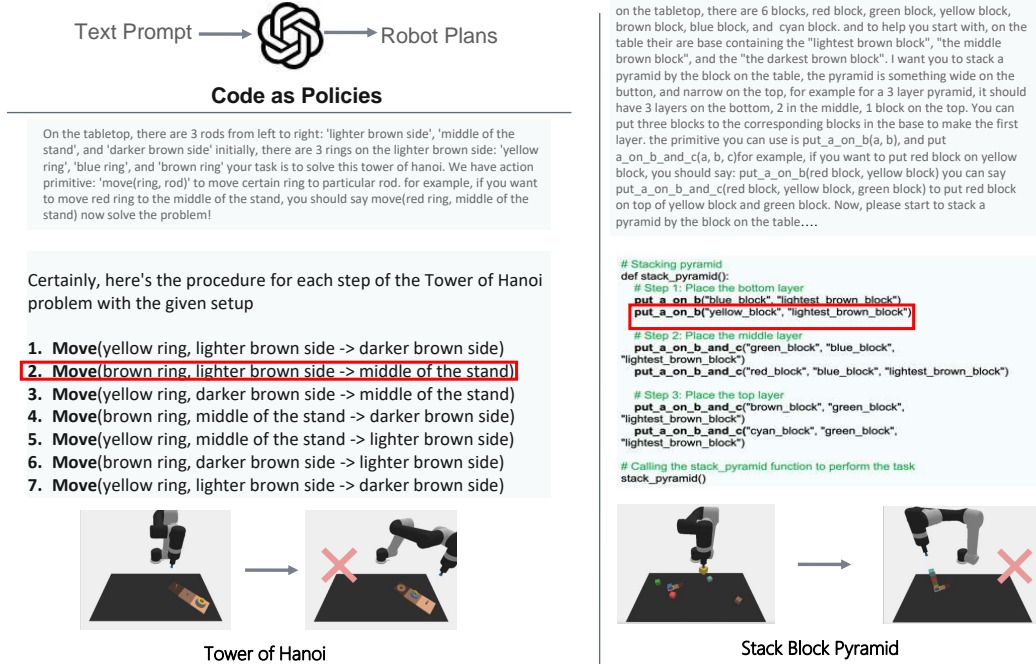 Text Prompt
Robot Plans
Code as Policies
On the tabletop, there are 3 rods from left to right: 'lighter brown side', 'middle of the
stand', and 'darker brown side' initially, there are 3 rings on the lighter brown side: 'yellow
ring', 'blue ring', and 'brown ring' your task is to solve this tower of hanoi. We have action
primitive: 'move(ring, rod)' to move certain ring to particular rod. for example, if you want
to move red ring to the middle of the stand, you should say move(red ring, middle of the
stand) now solve the problem!
Certainly, here's the procedure for each step of the Tower of Hanoi
problem with the given setup
1. Move(yellow ring, lighter brown side -> darker brown side)
2. Move(brown ring, lighter brown side -> middle of the stand)
3. Move(yellow ring, darker brown side -> middle of the stand)
4. Move(brown ring, middle of the stand -> darker brown side)
5. Move(yellow ring, middle of the stand -> lighter brown side)
6. Move(brown ring, darker brown side -> lighter brown side)
7. Move(yellow ring, lighter brown side -> darker brown side)
Tower of Hanoi
on the tabletop, there are 6 blocks, red block, green block, yellow block,
brown block, blue block, and  cyan block. and to help you start with, on the
table their are base containing the "lightest brown block", "the middle
brown block", and the "the darkest brown block". I want you to stack a
pyramid by the block on the table, the pyramid is something wide on the
button, and narrow on the top, for example for a 3 layer pyramid, it should
have 3 layers on the bottom, 2 in the middle, 1 block on the top. You can
put three blocks to the corresponding blocks in the base to make the first
layer. the primitive you can use is put_a_on_b(a, b), and put
a_on_b_and_c(a, b, c)for example, if you want to put red block on yellow
block, you should say: put_a_on_b(red block, yellow block) you can say
put_a_on_b_and_c(red block, yellow block, green block) to put red block
on top of yellow block and green block. Now, please start to stack a
pyramid by the block on the table....
# Stacking pyramid
def stack_pyramid():
# Step 1: Place the bottom layer
put_a_on_b("blue_block", "lightest_brown_block")
put_a_on_b("yellow_block", "lightest_brown_block")
# Step 2: Place the middle layer
put_a_on_b_and_c("green_block", "blue_block",
"lightest_brown_block")
put_a_on_b_and_c("red_block", "blue_block", "lightest_brown_block")
# Step 3: Place the top layer
put_a_on_b_and_c("brown_block", "green_block",
"lightest_brown_block")
put_a_on_b_and_c("cyan_block", "green_block",
"lightest_brown_block")
# Calling the stack_pyramid function to perform the task
stack_pyramid()
Stack Block Pyramid